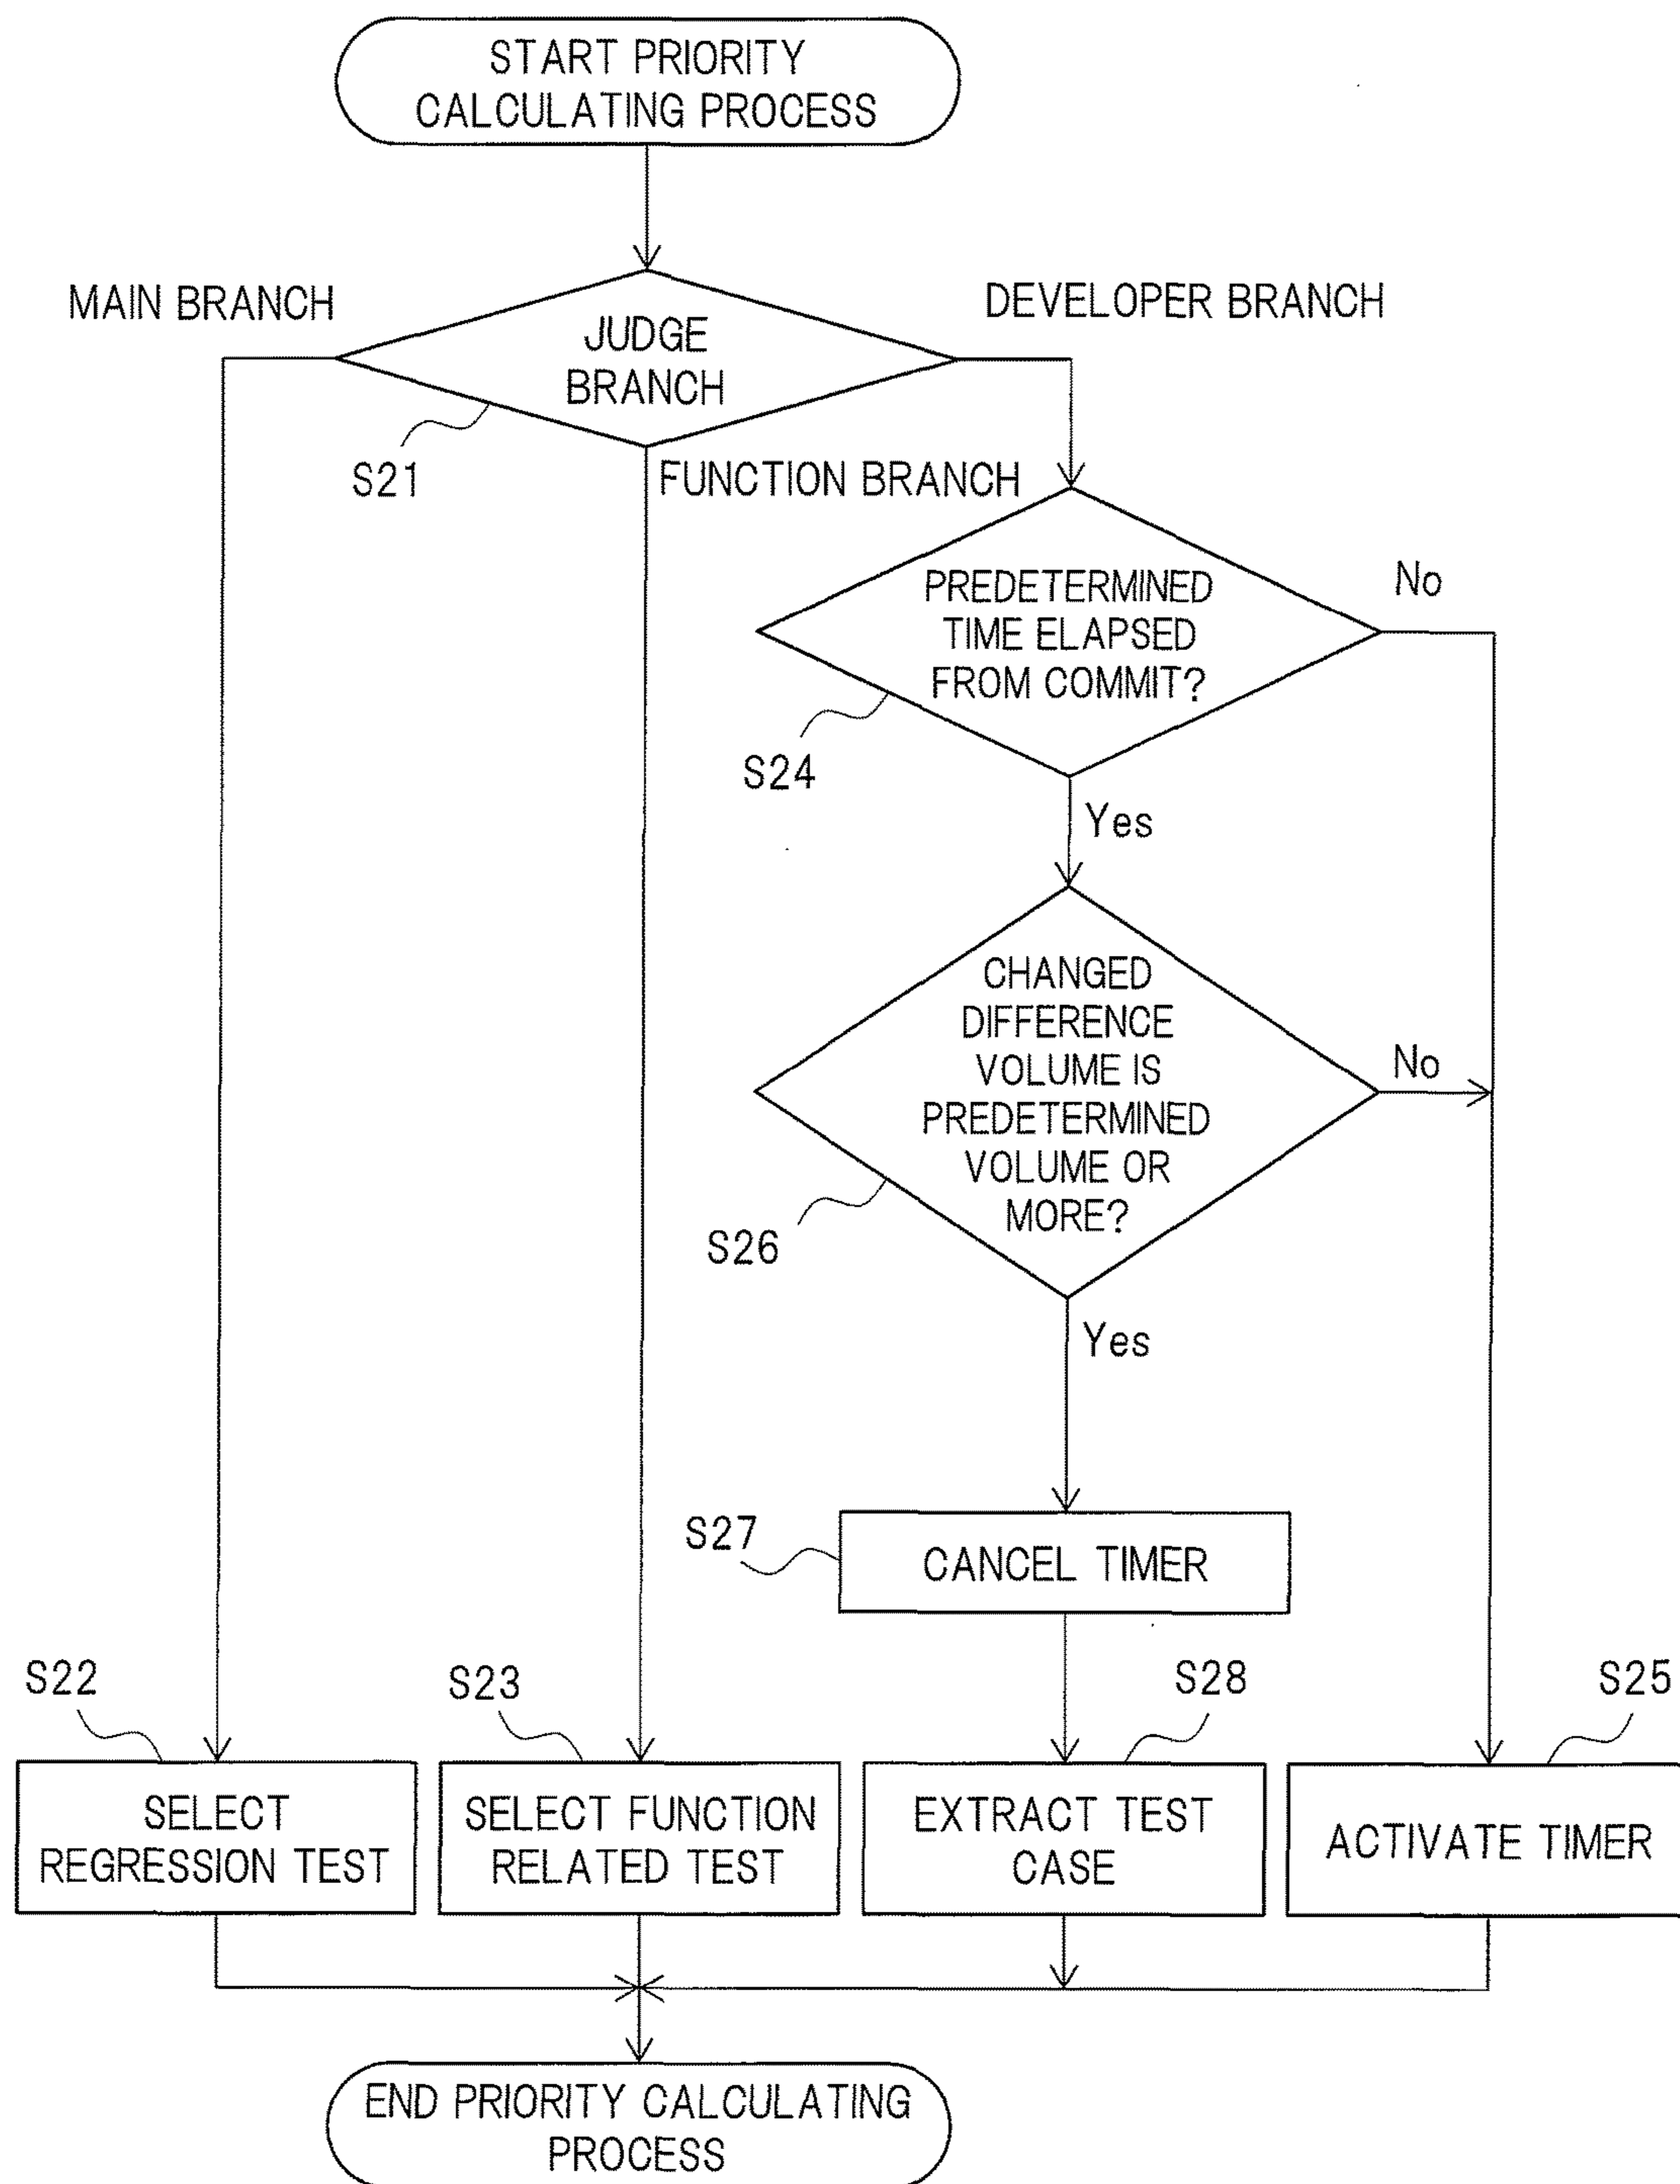 START PRIORITY
CALCULATING PROCESS
MAIN BRANCH
DEVELOPER BRANCH
JUDGE
BRANCH
S21
FUNCTION BRANCH
PREDETERMINED
TIME ELAPSED
FROM COMMIT?
No
S24
Yes
CHANGED
DIFFERENCE
VOLUME IS
PREDETERMINED
VOLUME OR
MORE?
No
S26
Yes
S27
CANCEL TIMER
S22
S23
S28
S25
SELECT
REGRESSION TEST
SELECT FUNCTION
RELATED TEST
EXTRACT TEST
CASE
ACTIVATE TIMER
END PRIORITY CALCULATING
PROCESS